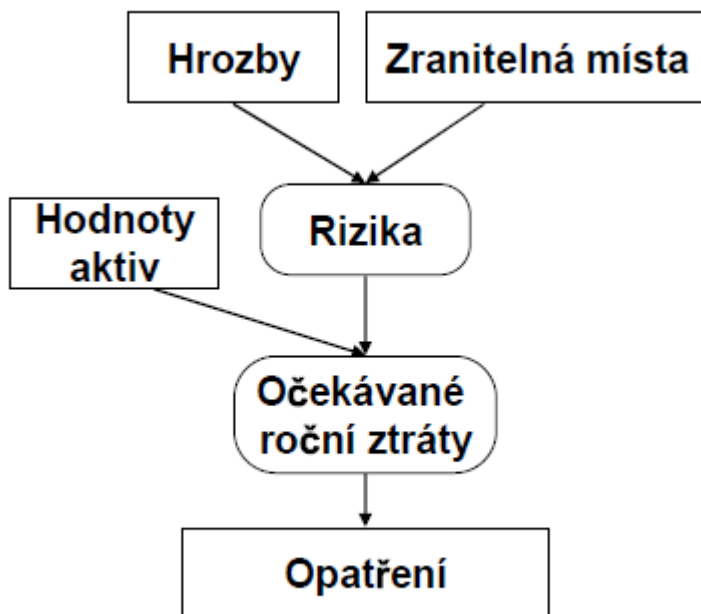 Hrozby
Zranitelná místa
Hodnoty
aktiv
Rizika
Očekávané
roční ztráty
Opatření